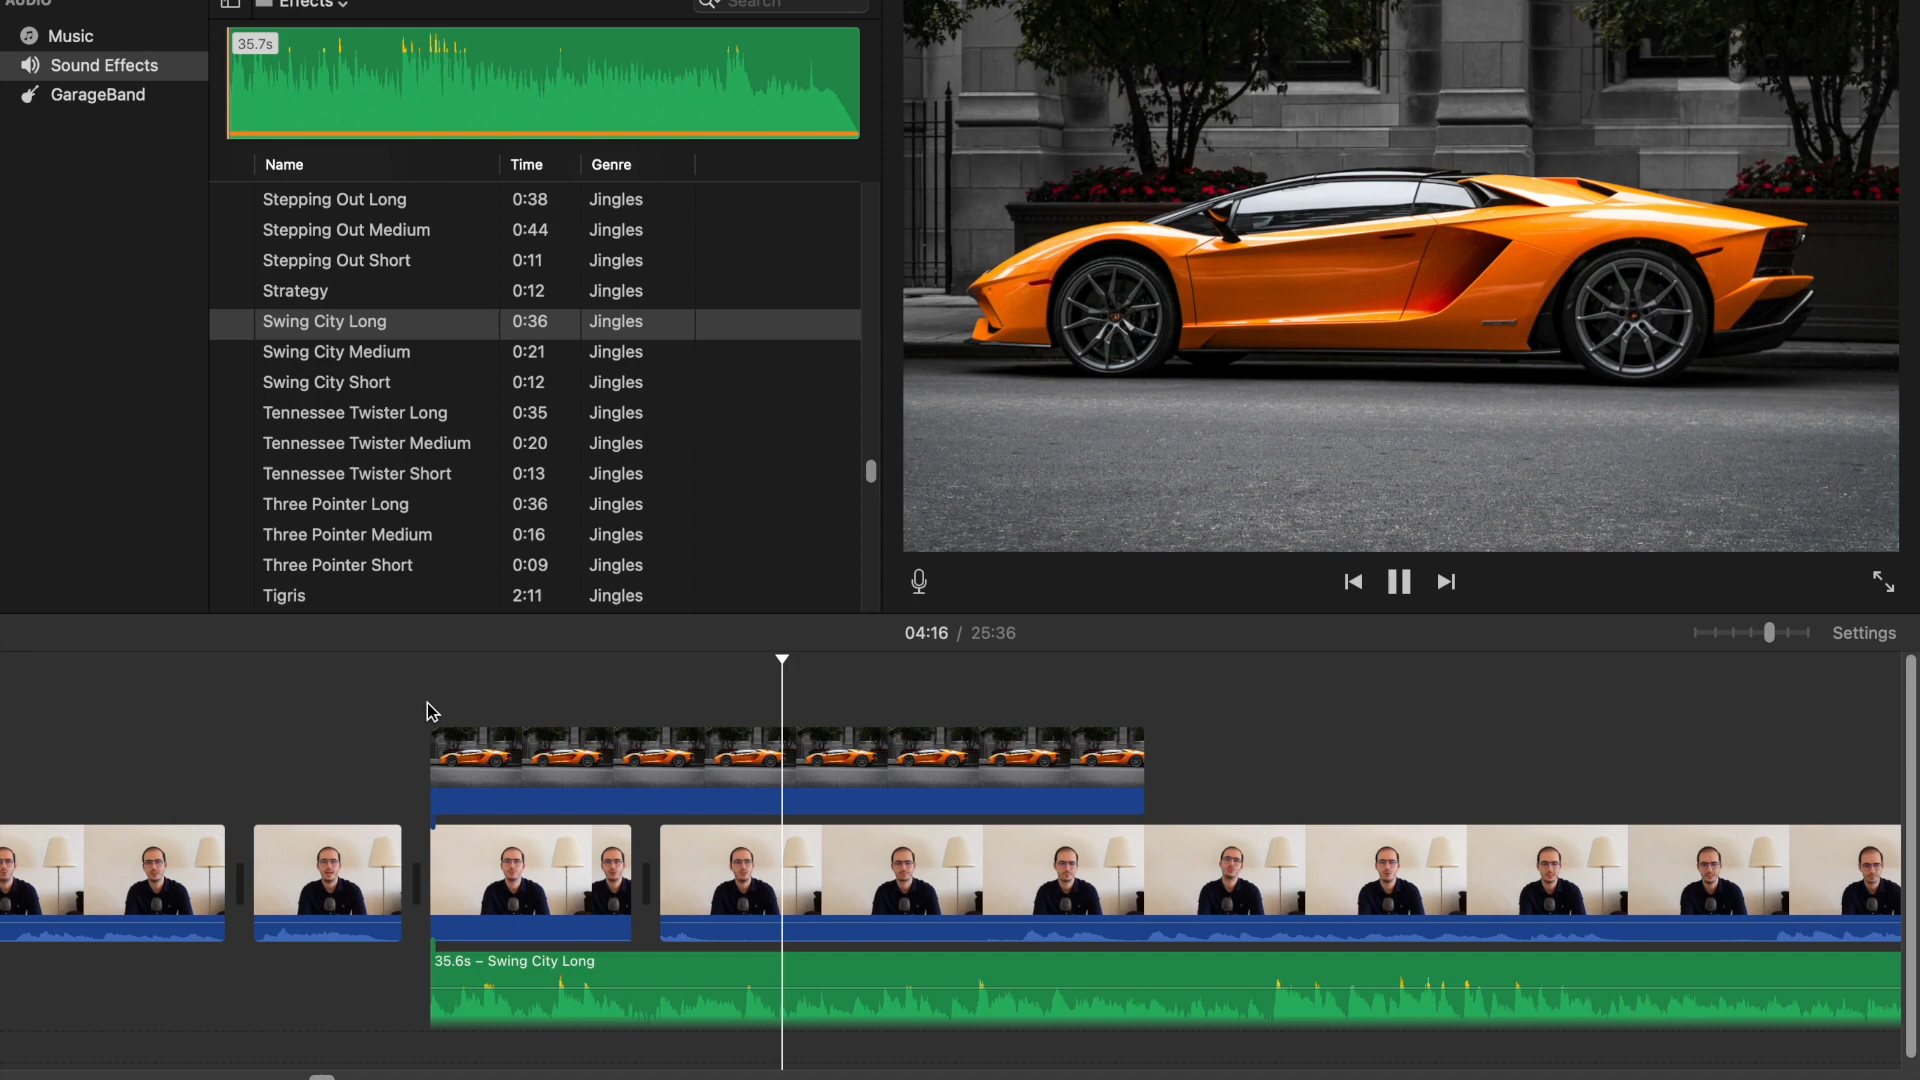 AUDIO
Effects
Search
Music
Sound Effects
GarageBand
35.7s
Name Time Genre
Stepping Out Long 0:38 Jingles
Stepping Out Medium 0:44 Jingles
Stepping Out Short 0:11 Jingles
Strategy 0:12 Jingles
Swing City Long 0:36 Jingles
Swing City Medium 0:21 Jingles
Swing City Short 0:12 Jingles
Tennessee Twister Long 0:35 Jingles
Tennessee Twister Medium 0:20 Jingles
Tennessee Twister Short 0:13 Jingles
Three Pointer Long 0:36 Jingles
Three Pointer Medium 0:16 Jingles
Three Pointer Short 0:09 Jingles
Tigris 2:11 Jingles
04:16 / 25:36
Settings
35.6s – Swing City Long